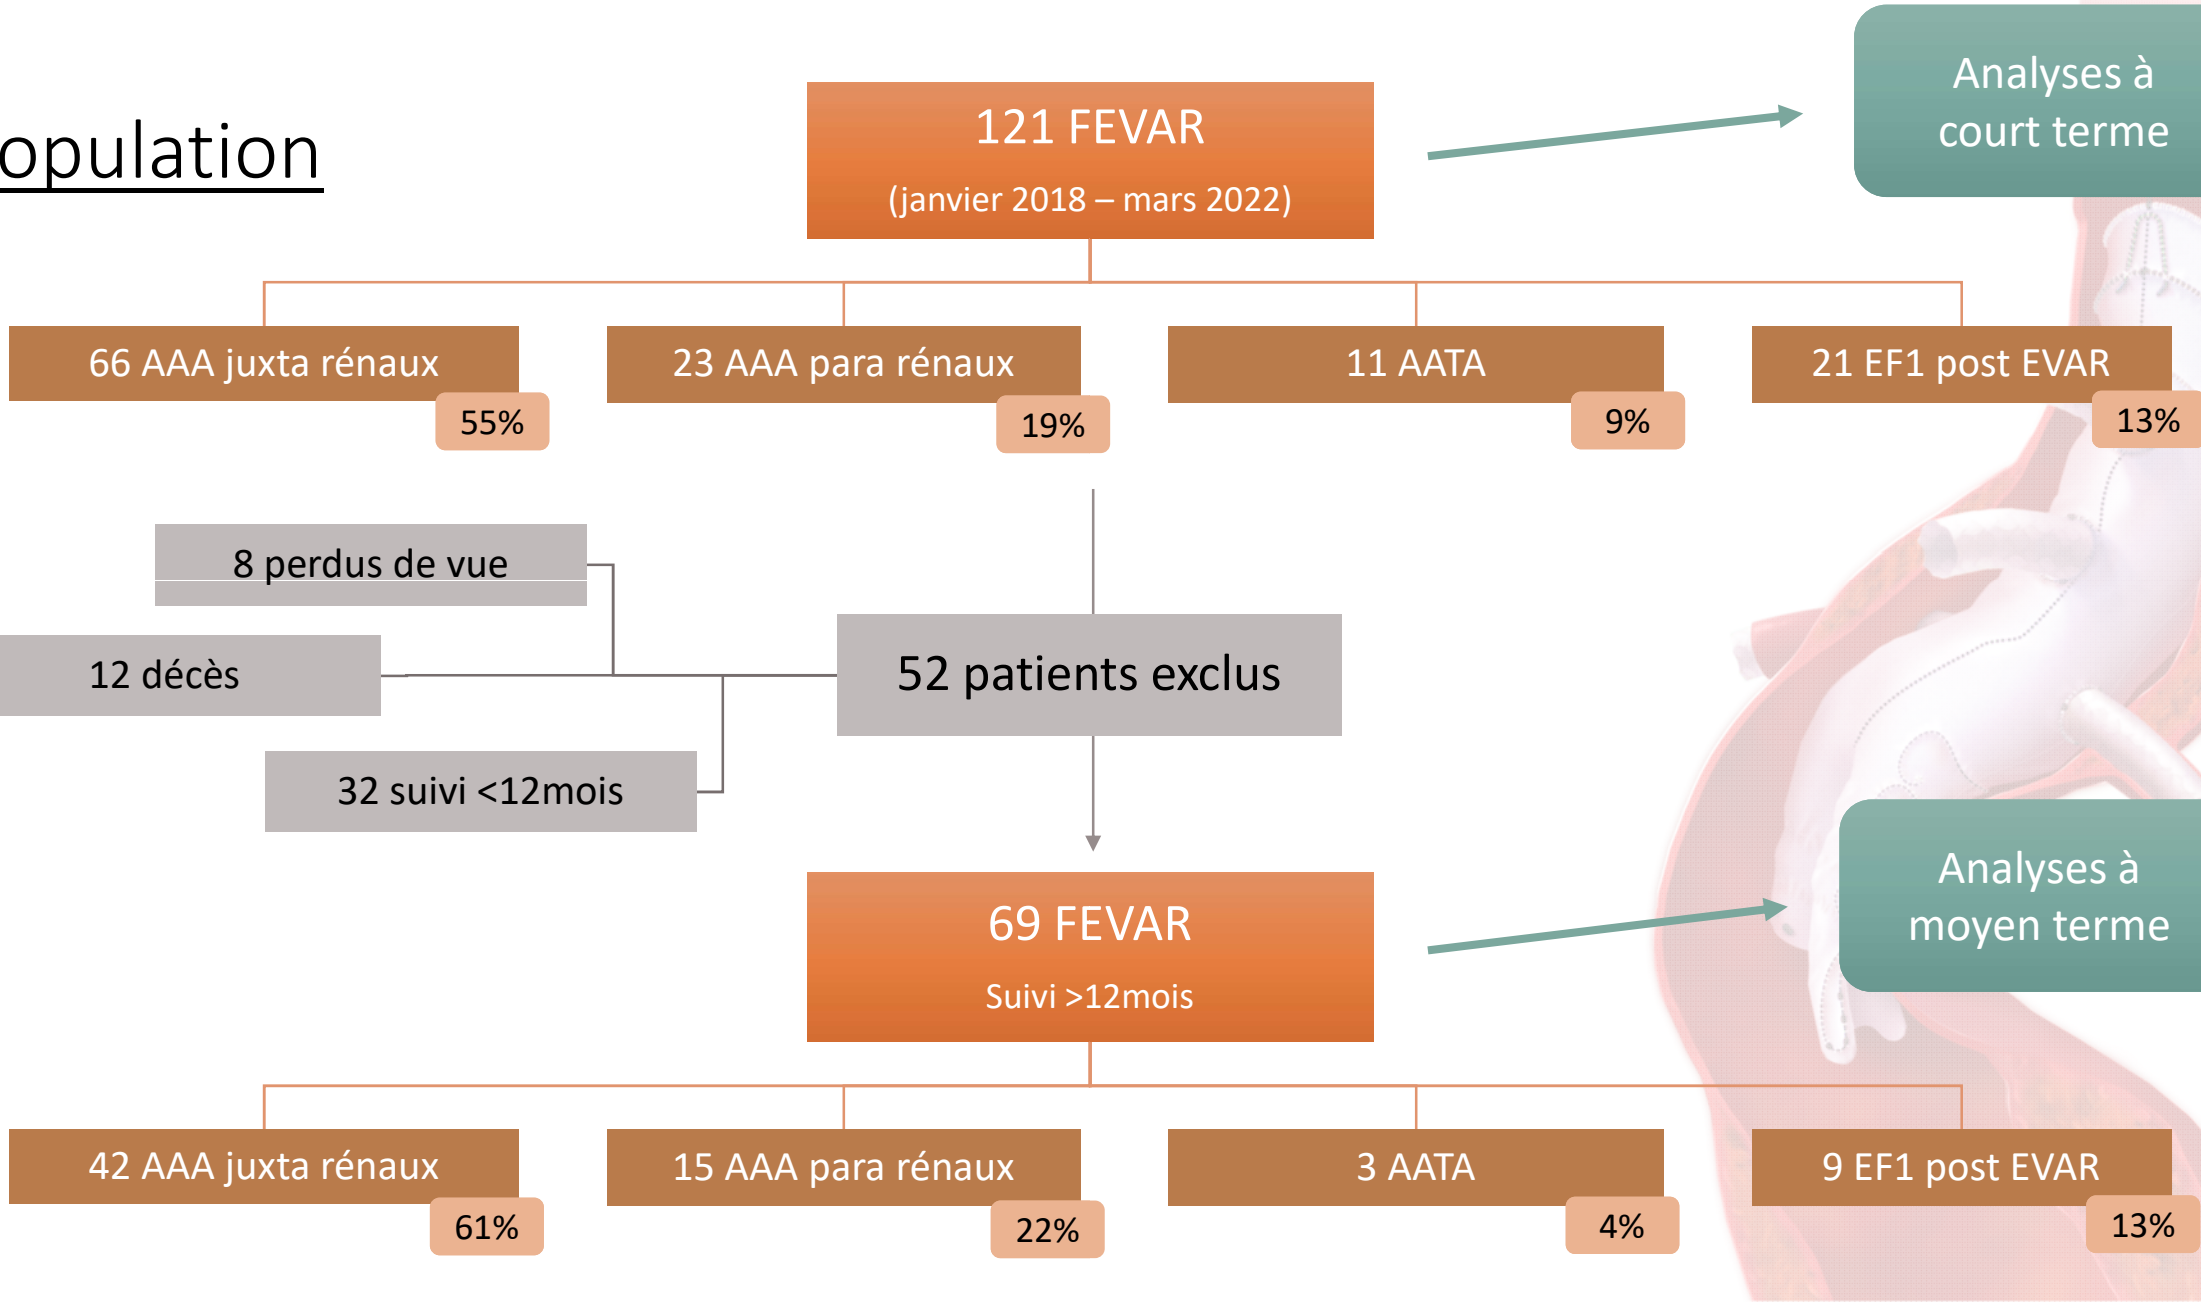 opulation
121 FEVAR
(janvier 2018 – mars 2022)
Analyses à
court terme
66 AAA juxta rénaux
55%
23 AAA para rénaux
19%
11 AATA
9%
21 EF1 post EVAR
13%
8 perdus de vue
12 décès
32 suivi <12mois
52 patients exclus
69 FEVAR
Suivi >12mois
Analyses à
moyen terme
42 AAA juxta rénaux
61%
15 AAA para rénaux
22%
3 AATA
4%
9 EF1 post EVAR
13%